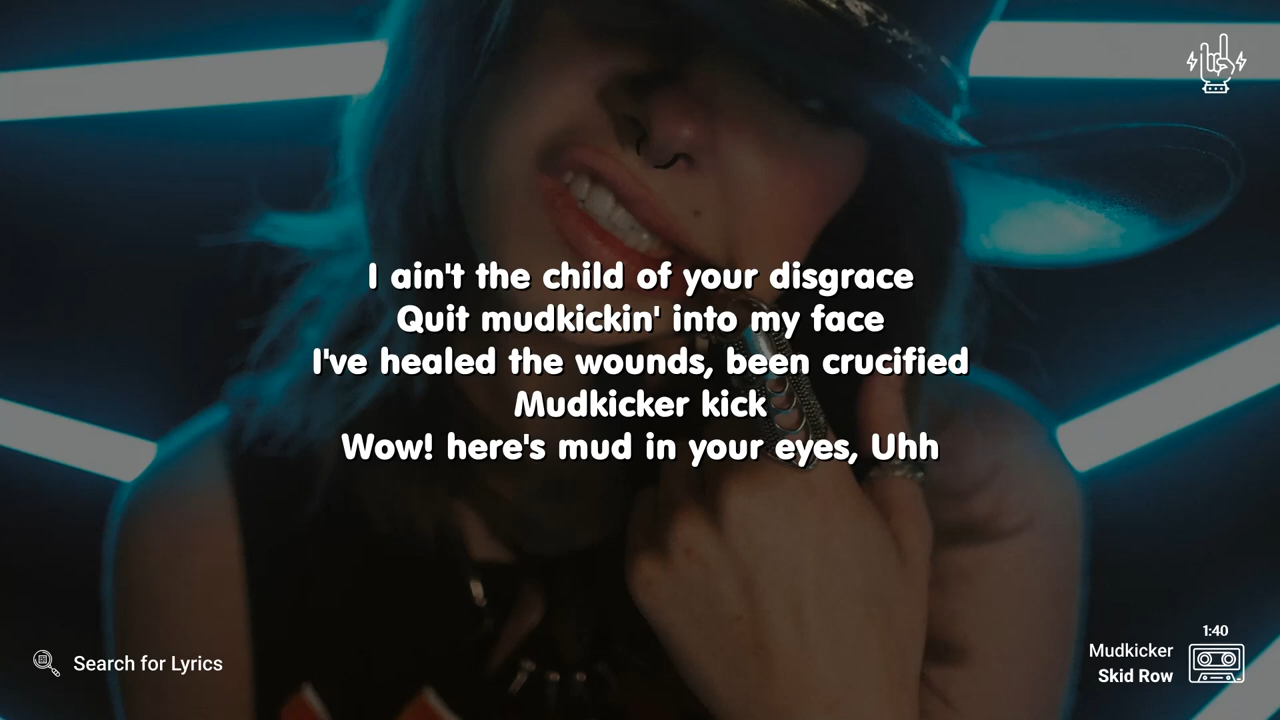 I ain't the child of your disgrace
Quit mudkickin' into my face
I've healed the wounds, been crucified
Mudkicker kick
Wow! here's mud in your eyes, Uhh
Search for Lyrics
1:40
Mudkicker
Skid Row